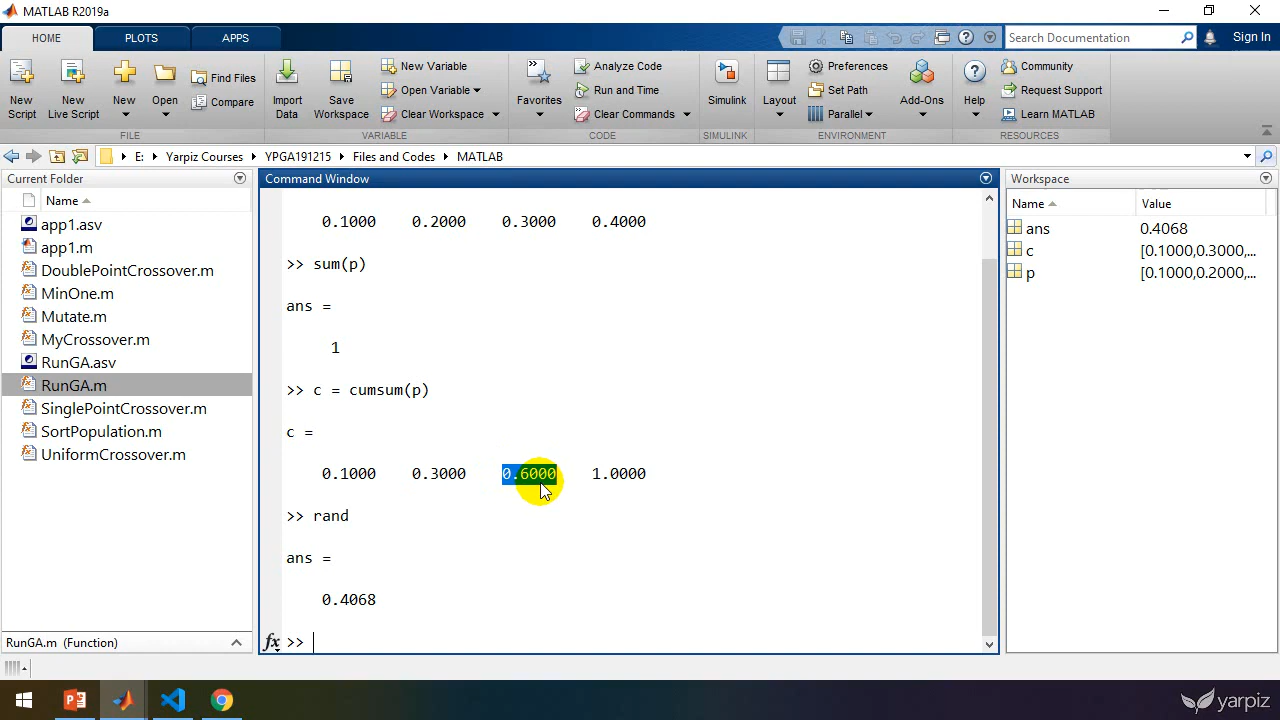 MATLAB R2019a
HOME PLOTS APPS Search Documentation Sign In
New Script New Live Script New Open Find Files Compare Import Data Save Workspace New Variable Open Variable Clear Workspace Favorites Analyze Code Run and Time Clear Commands Simulink Layout Preferences Set Path Parallel Add-Ons Help Community Request Support Learn MATLAB
FILE VARIABLE CODE SIMULINK ENVIRONMENT RESOURCES
E: Yarpiz Courses YPGA191215 Files and Codes MATLAB
Current Folder
Name
app1.asv
app1.m
DoublePointCrossover.m
MinOne.m
Mutate.m
MyCrossover.m
RunGA.asv
RunGA.m
SinglePointCrossover.m
SortPopulation.m
UniformCrossover.m
RunGA.m (Function)
Command Window
0.1000 0.2000 0.3000 0.4000
>> sum(p)
ans =
1
>> c = cumsum(p)
c =
0.1000 0.3000 0.6000 1.0000
>> rand
ans =
0.4068
fx >>
Workspace
Name Value
ans 0.4068
c [0.1000,0.3000,...
p [0.1000,0.2000,...
yarpiz